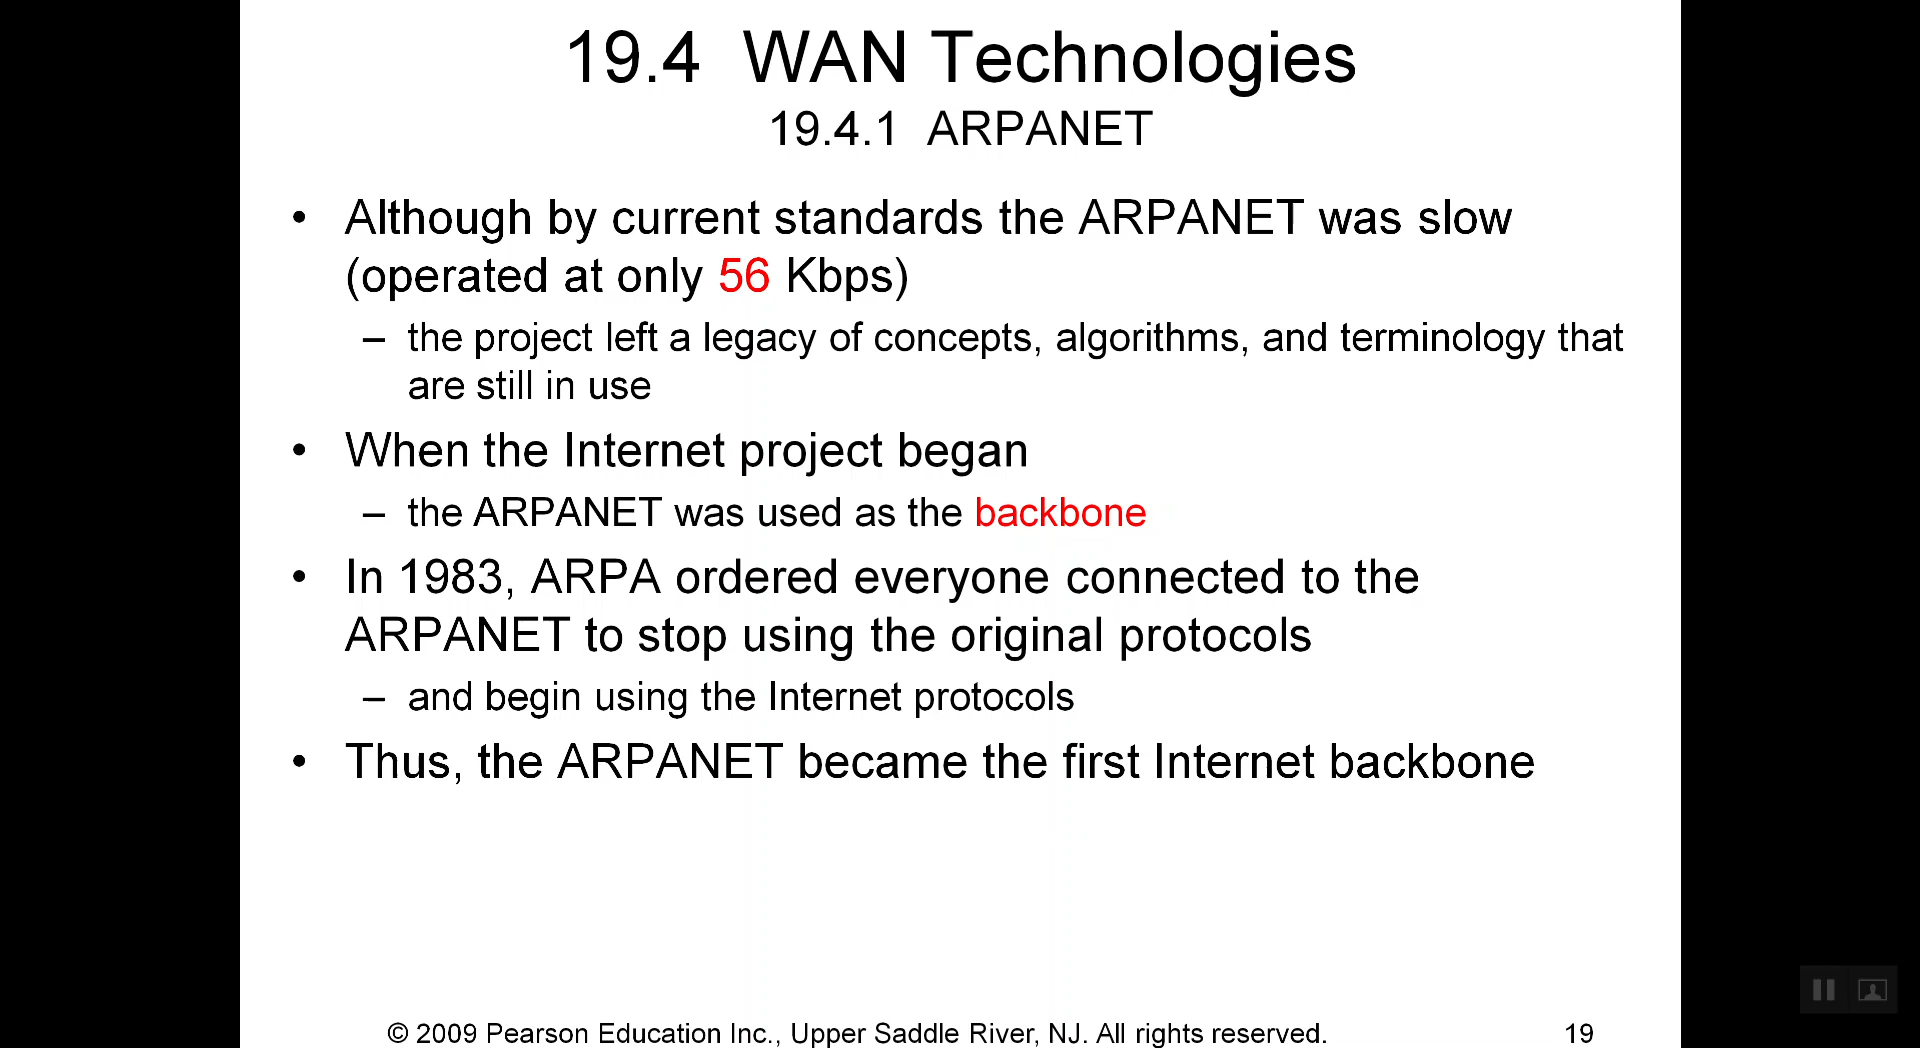 19.4 WAN Technologies
19.4.1 ARPANET
• Although by current standards the ARPANET was slow
(operated at only 56 Kbps)
– the project left a legacy of concepts, algorithms, and terminology that
are still in use
• When the Internet project began
– the ARPANET was used as the backbone
• In 1983, ARPA ordered everyone connected to the
ARPANET to stop using the original protocols
– and begin using the Internet protocols
• Thus, the ARPANET became the first Internet backbone
© 2009 Pearson Education Inc., Upper Saddle River, NJ. All rights reserved.
19